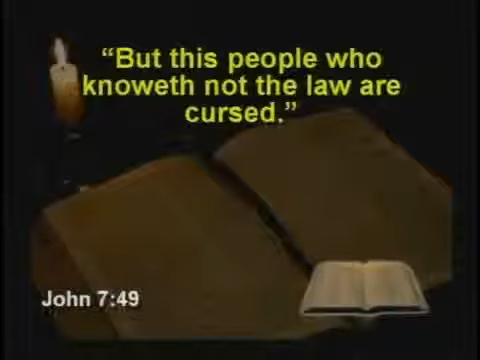 “But this people who
knoweth not the law are
cursed.”
John 7:49